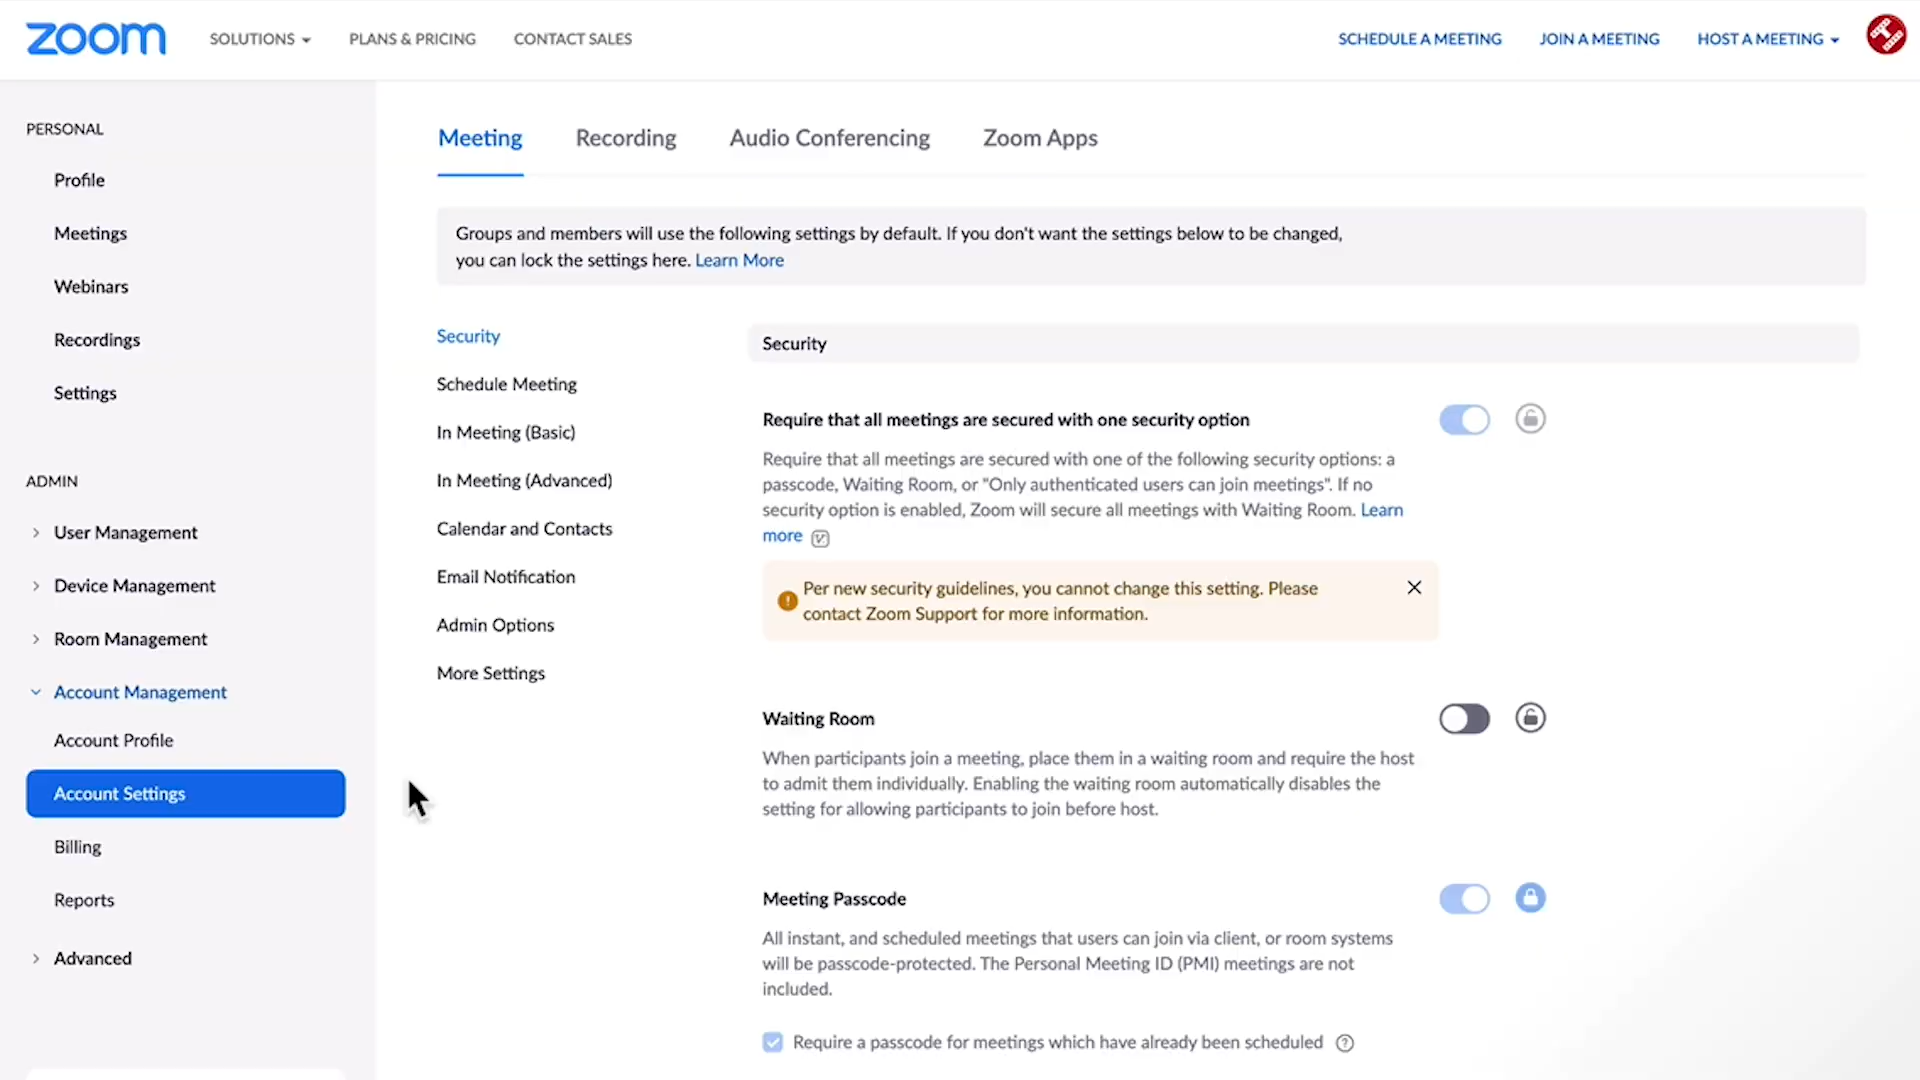 zoom
SOLUTIONS
PLANS & PRICING
CONTACT SALES
SCHEDULE A MEETING
JOIN A MEETING
HOST A MEETING
PERSONAL
Profile
Meetings
Webinars
Recordings
Settings
ADMIN
User Management
Device Management
Room Management
Account Management
Account Profile
Account Settings
Billing
Reports
Advanced
Meeting
Recording
Audio Conferencing
Zoom Apps
Groups and members will use the following settings by default. If you don't want the settings below to be changed,
you can lock the settings here. Learn More
Security
Schedule Meeting
In Meeting (Basic)
In Meeting (Advanced)
Calendar and Contacts
Email Notification
Admin Options
More Settings
Security
Require that all meetings are secured with one security option
Require that all meetings are secured with one of the following security options: a
passcode, Waiting Room, or "Only authenticated users can join meetings". If no
security option is enabled, Zoom will secure all meetings with Waiting Room. Learn
more
Per new security guidelines, you cannot change this setting. Please
contact Zoom Support for more information.
Waiting Room
When participants join a meeting, place them in a waiting room and require the host
to admit them individually. Enabling the waiting room automatically disables the
setting for allowing participants to join before host.
Meeting Passcode
All instant, and scheduled meetings that users can join via client, or room systems
will be passcode-protected. The Personal Meeting ID (PMI) meetings are not
included.
Require a passcode for meetings which have already been scheduled